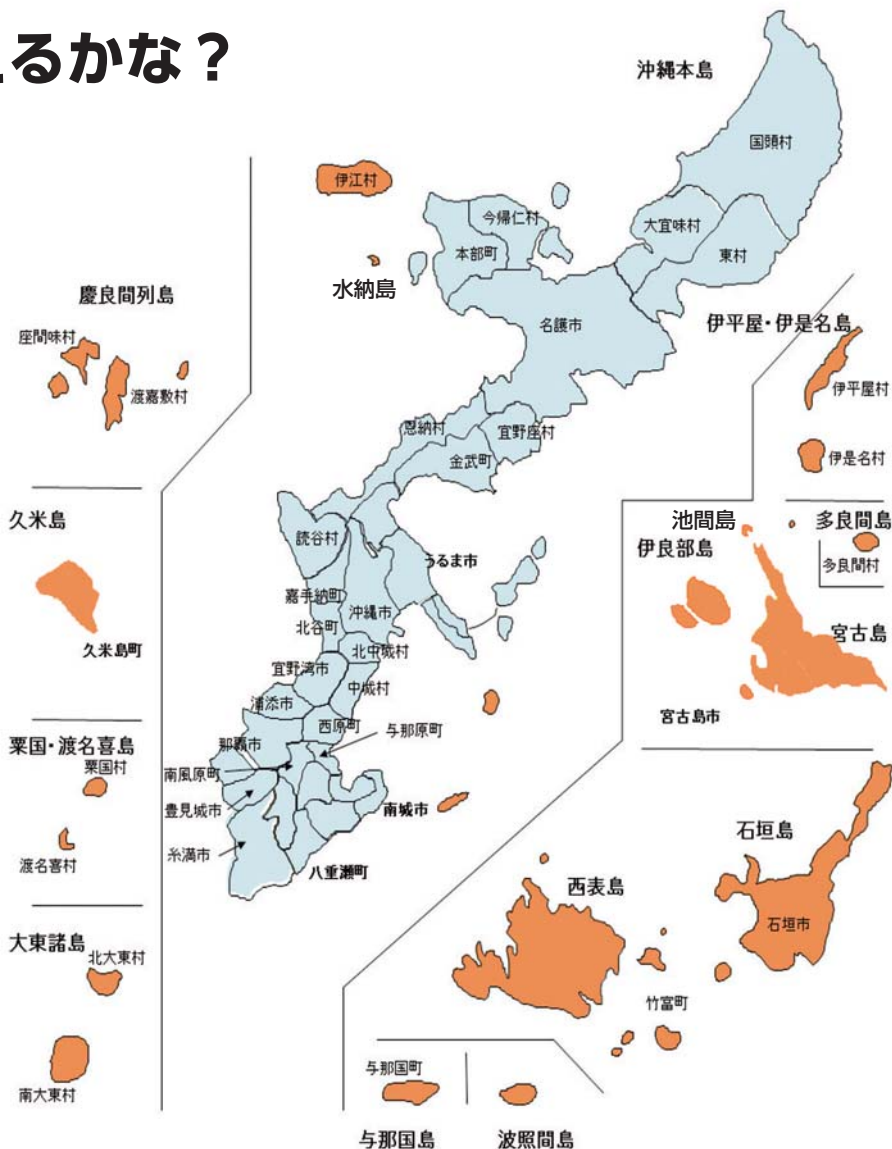 えるかな？
沖縄本島
国頭村
伊江村
今帰仁村
大宜味村
本部町
東村
水納島
慶良間列島
名護市
伊平屋・伊是名島
座間味村
渡嘉敷村
伊平屋村
恩納村
宜野座村
金武町
伊是名村
久米島
池間島
多良間島
読谷村
伊良部島
うるま市
多良間村
嘉手納町
沖縄市
北谷町
宮古島
久米島町
北中城村
宜野湾市
中城村
浦添市
宮古島市
西原町
与那原町
粟国・渡名喜島
那覇市
粟国村
南風原町
豊見城市
南城市
石垣島
糸満市
渡名喜村
八重瀬町
西表島
石垣市
大東諸島
北大東村
竹富町
与那国町
南大東村
与那国島
波照間島